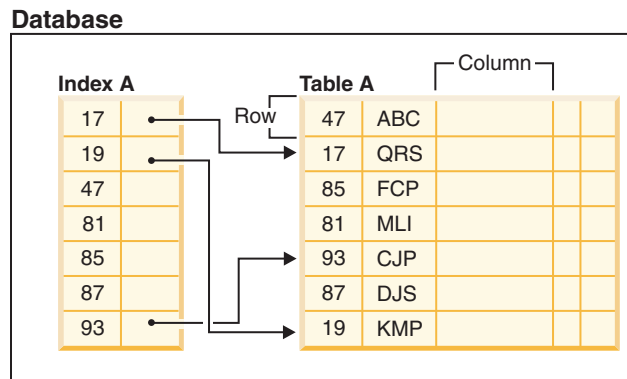 Database
Column
Index A
Table A
Row
17
19
47
81
85
87
93
47 ABC
17 QRS
85 FCP
81 MLI
93 CJP
87 DJS
19 KMP